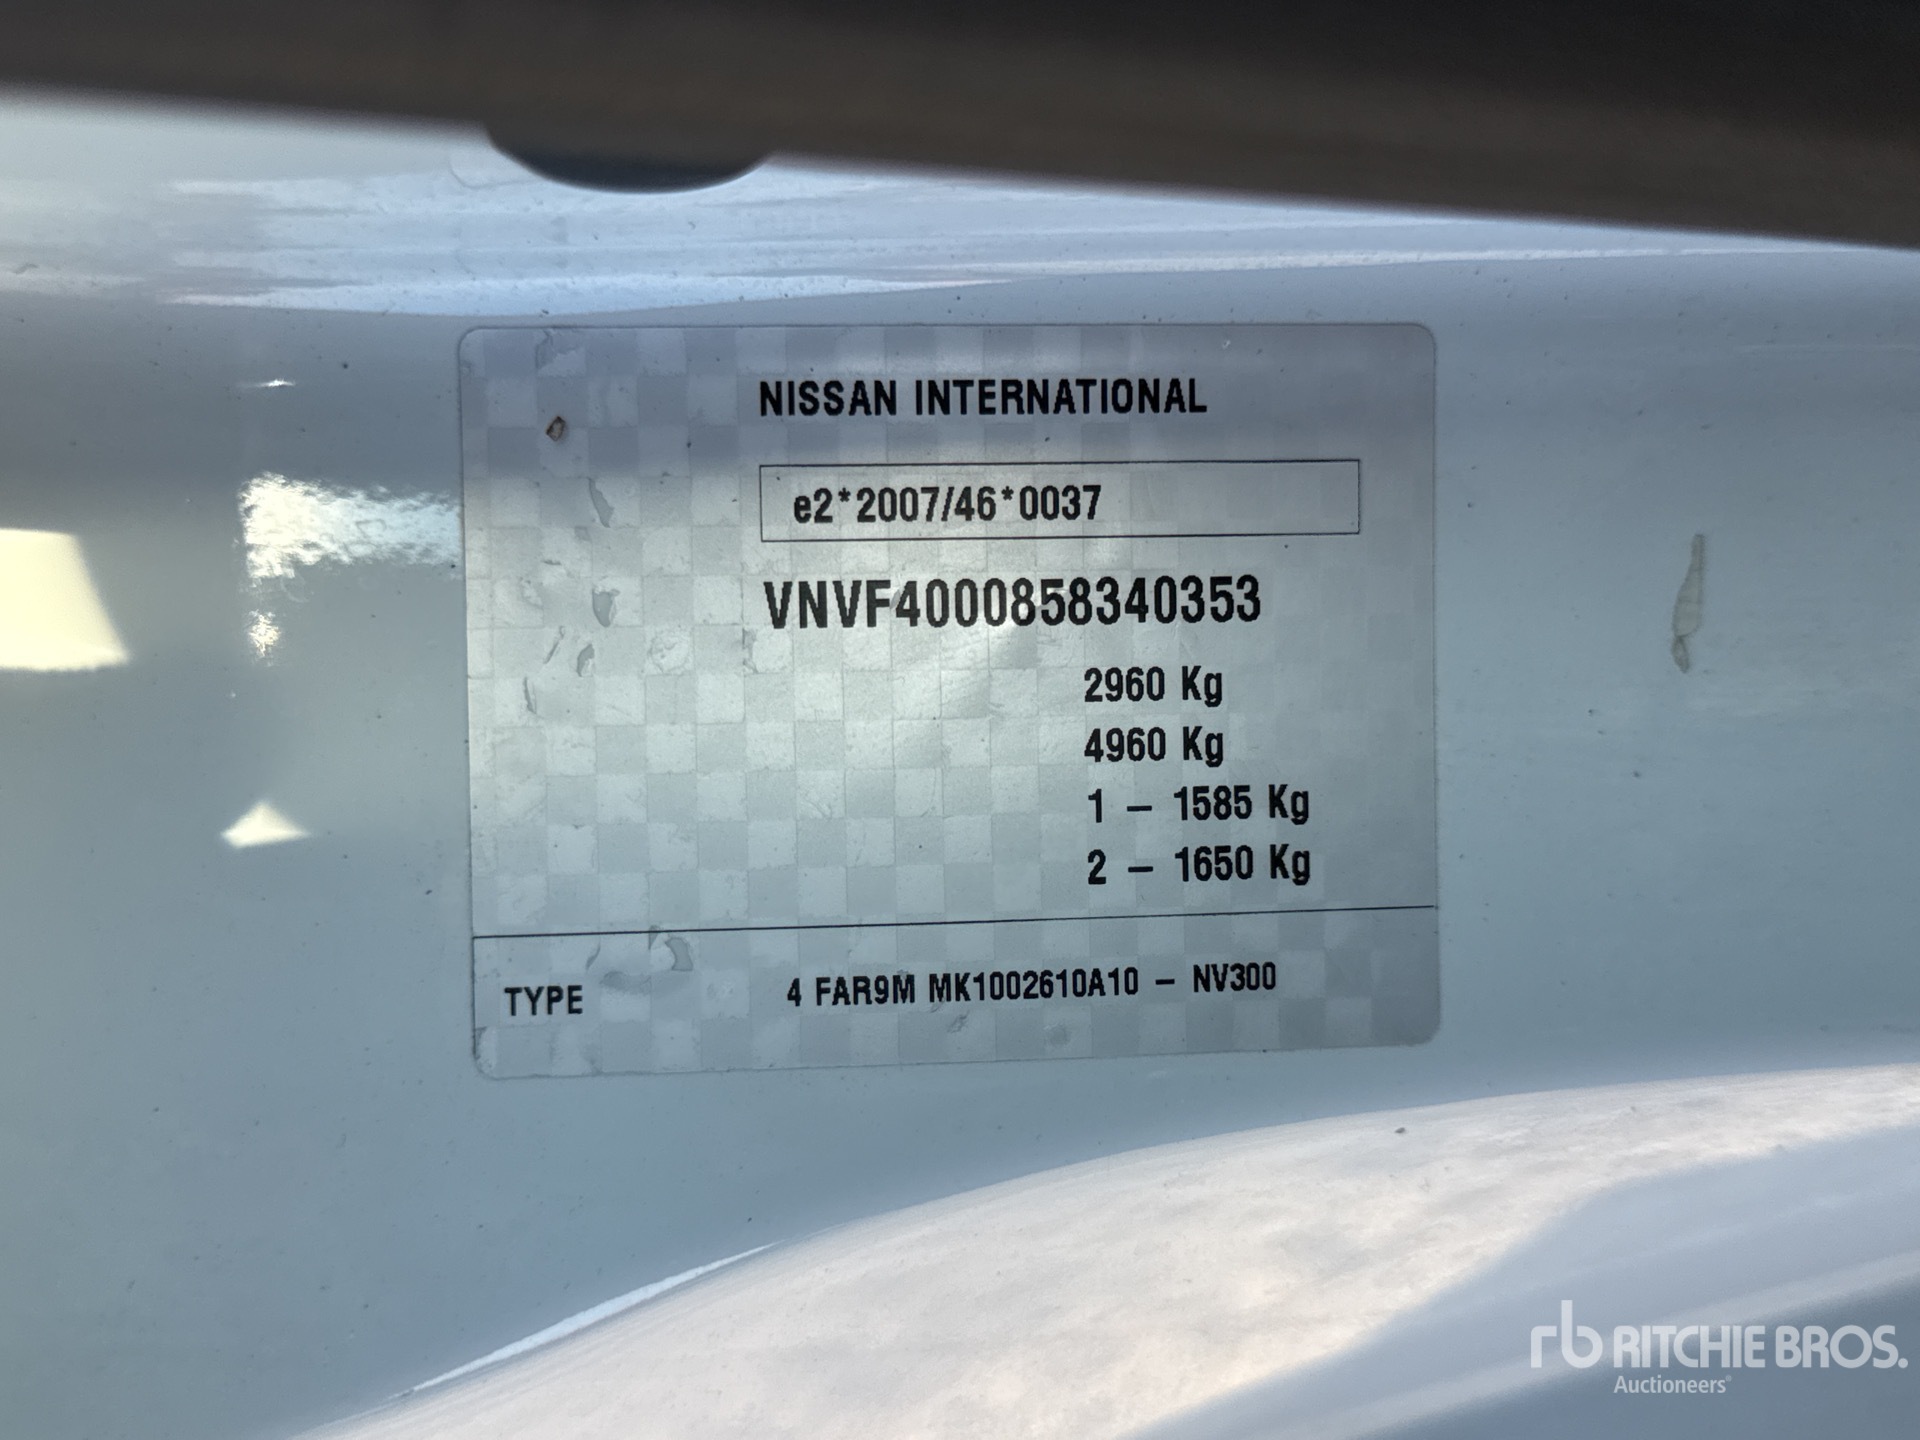 NISSAN INTERNATIONAL
e2*2007/46*0037
VNVF4000858340353
2960 Kg
4960 Kg
1 – 1585 Kg
2 – 1650 Kg
TYPE 4 FAR9M MK1002610A10 – NV300
rb RITCHIE BROS.
Auctioneers®